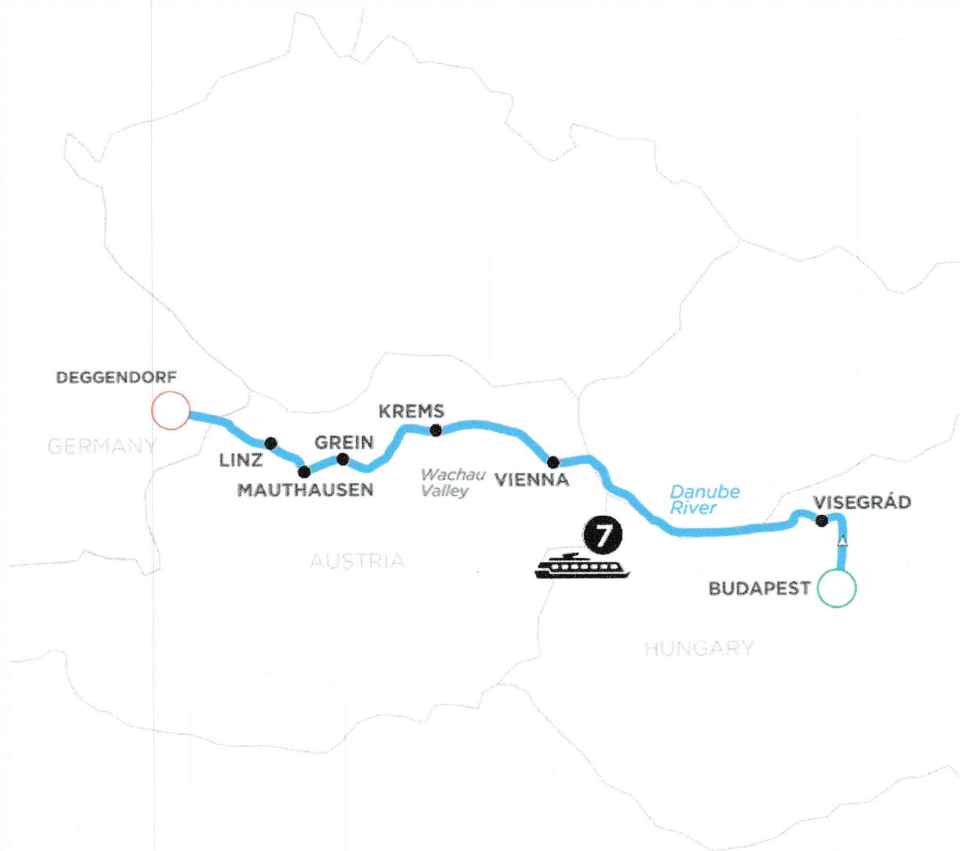 DEGGENDORF
GERMANY
KREMS
GREIN
LINZ
MAUTHAUSEN
Wachau
Valley
VIENNA
Danube
River
VISEGRÁD
7
AUSTRIA
BUDAPEST
HUNGARY